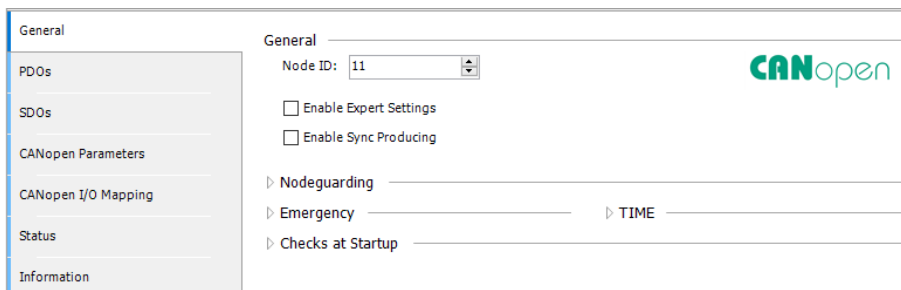 General
PDOs
SDOs
CANopen Parameters
CANopen I/O Mapping
Status
Information
General
Node ID: 11
CANopen
Enable Expert Settings
Enable Sync Producing
Nodeguarding
Emergency
TIME
Checks at Startup